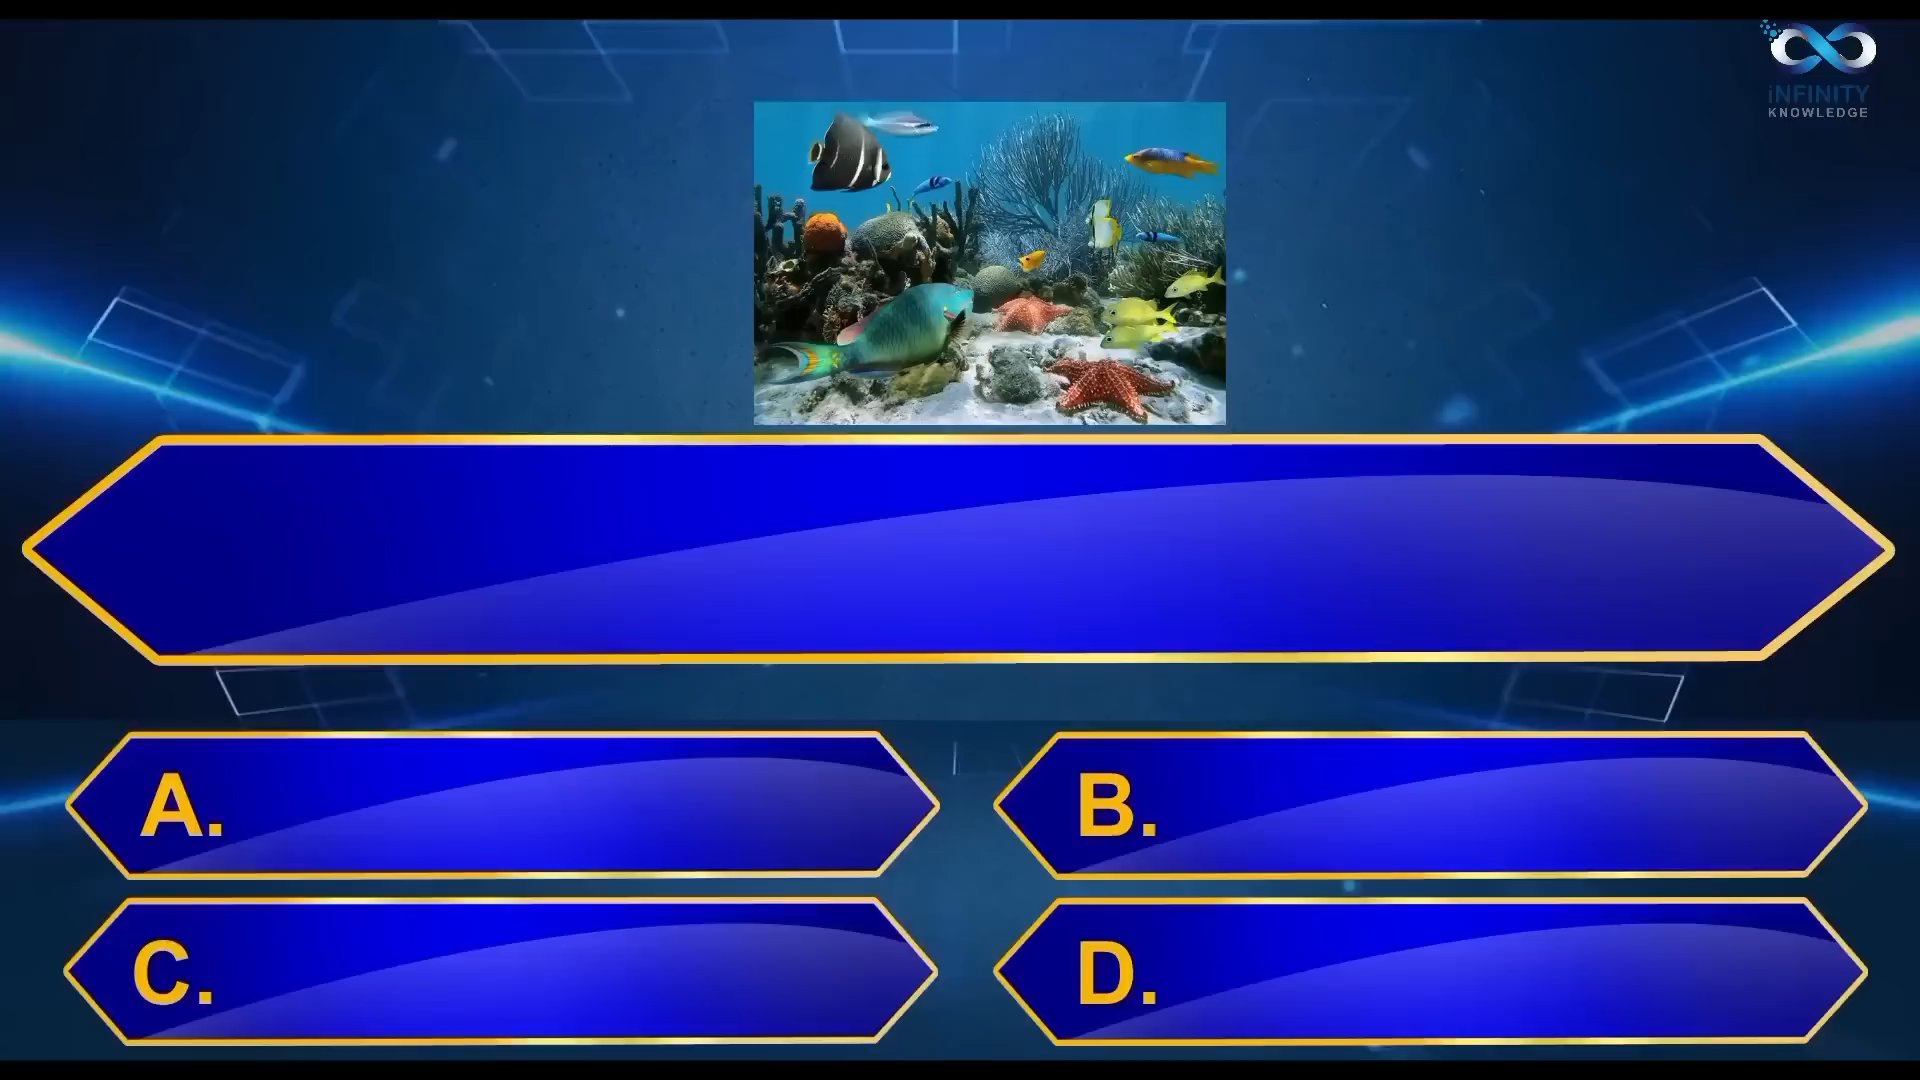 iNFINITY
KNOWLEDGE
A.
B.
C.
D.